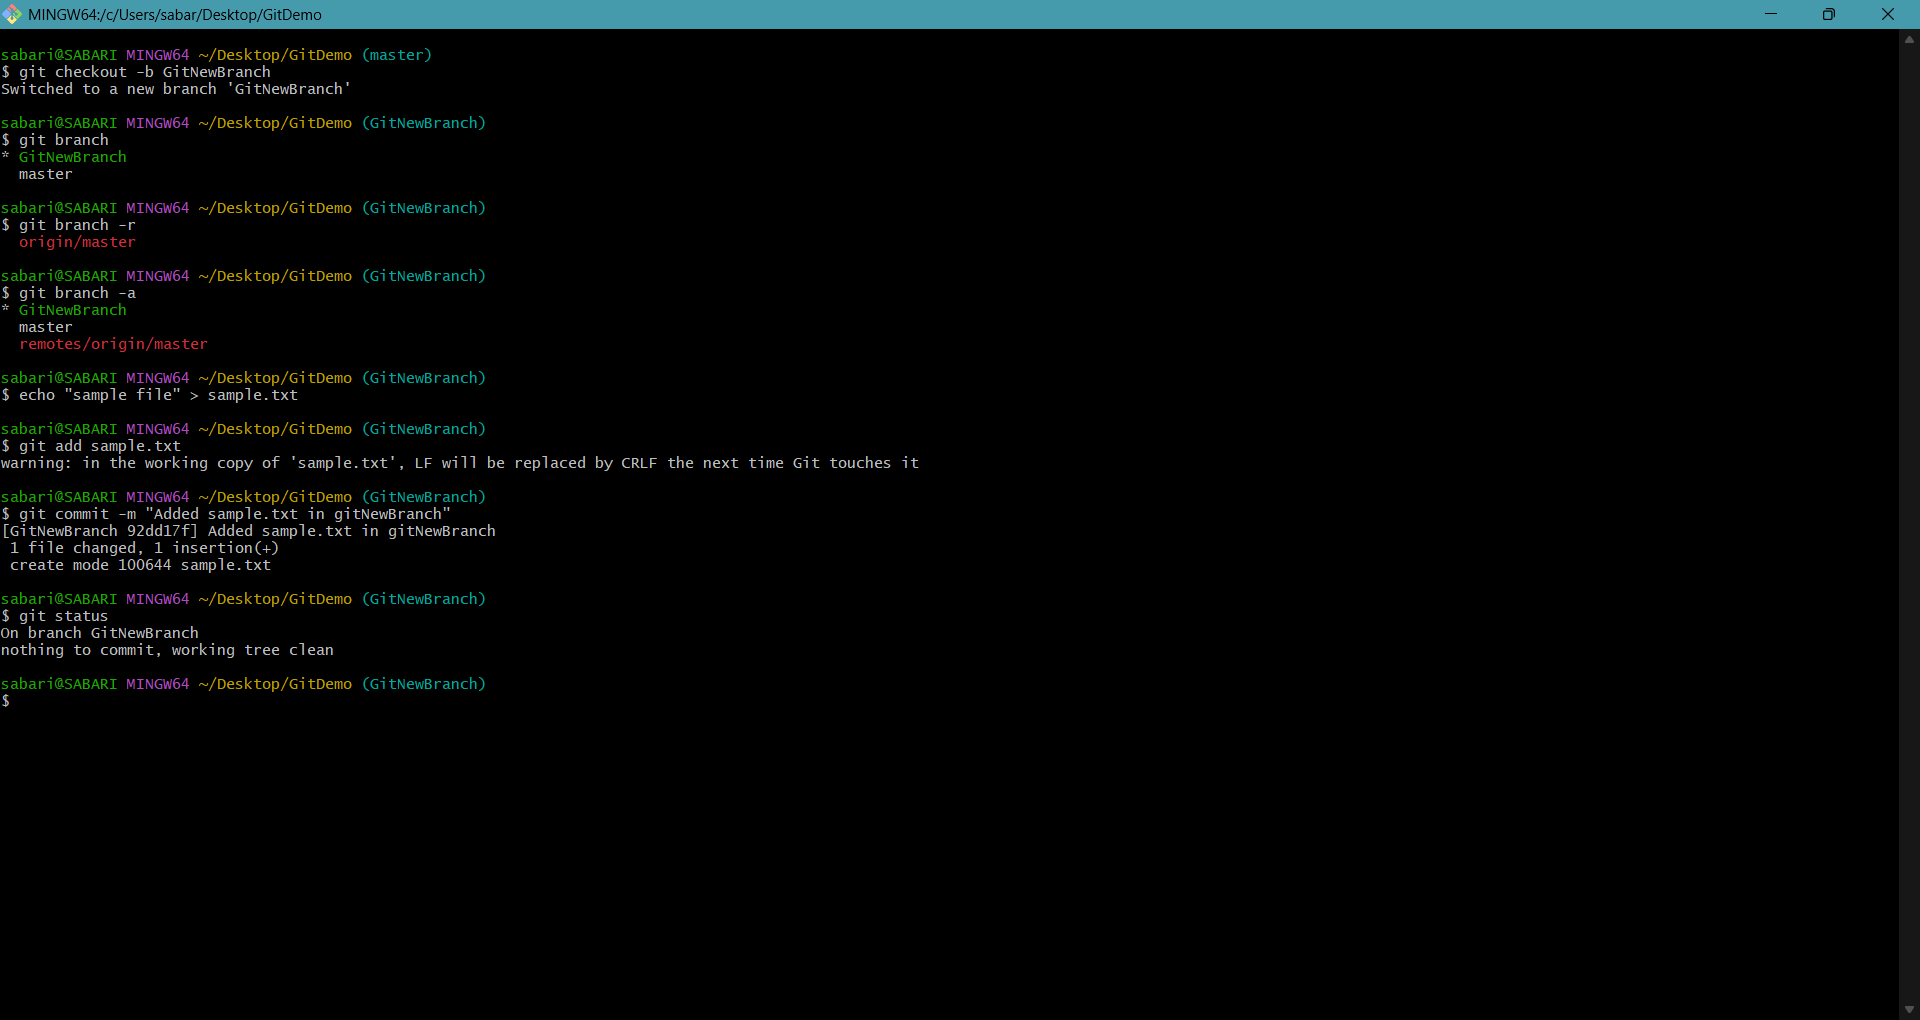 MINGW64:/c/Users/sabar/Desktop/GitDemo
sabari@SABARI MINGW64 ~/Desktop/GitDemo (master)
$ git checkout -b GitNewBranch
Switched to a new branch 'GitNewBranch'
sabari@SABARI MINGW64 ~/Desktop/GitDemo (GitNewBranch)
$ git branch
* GitNewBranch
  master
sabari@SABARI MINGW64 ~/Desktop/GitDemo (GitNewBranch)
$ git branch -r
  origin/master
sabari@SABARI MINGW64 ~/Desktop/GitDemo (GitNewBranch)
$ git branch -a
* GitNewBranch
  master
  remotes/origin/master
sabari@SABARI MINGW64 ~/Desktop/GitDemo (GitNewBranch)
$ echo "sample file" > sample.txt
sabari@SABARI MINGW64 ~/Desktop/GitDemo (GitNewBranch)
$ git add sample.txt
warning: in the working copy of 'sample.txt', LF will be replaced by CRLF the next time Git touches it
sabari@SABARI MINGW64 ~/Desktop/GitDemo (GitNewBranch)
$ git commit -m "Added sample.txt in gitNewBranch"
[GitNewBranch 92dd17f] Added sample.txt in gitNewBranch
 1 file changed, 1 insertion(+)
 create mode 100644 sample.txt
sabari@SABARI MINGW64 ~/Desktop/GitDemo (GitNewBranch)
$ git status
On branch GitNewBranch
nothing to commit, working tree clean
sabari@SABARI MINGW64 ~/Desktop/GitDemo (GitNewBranch)
$